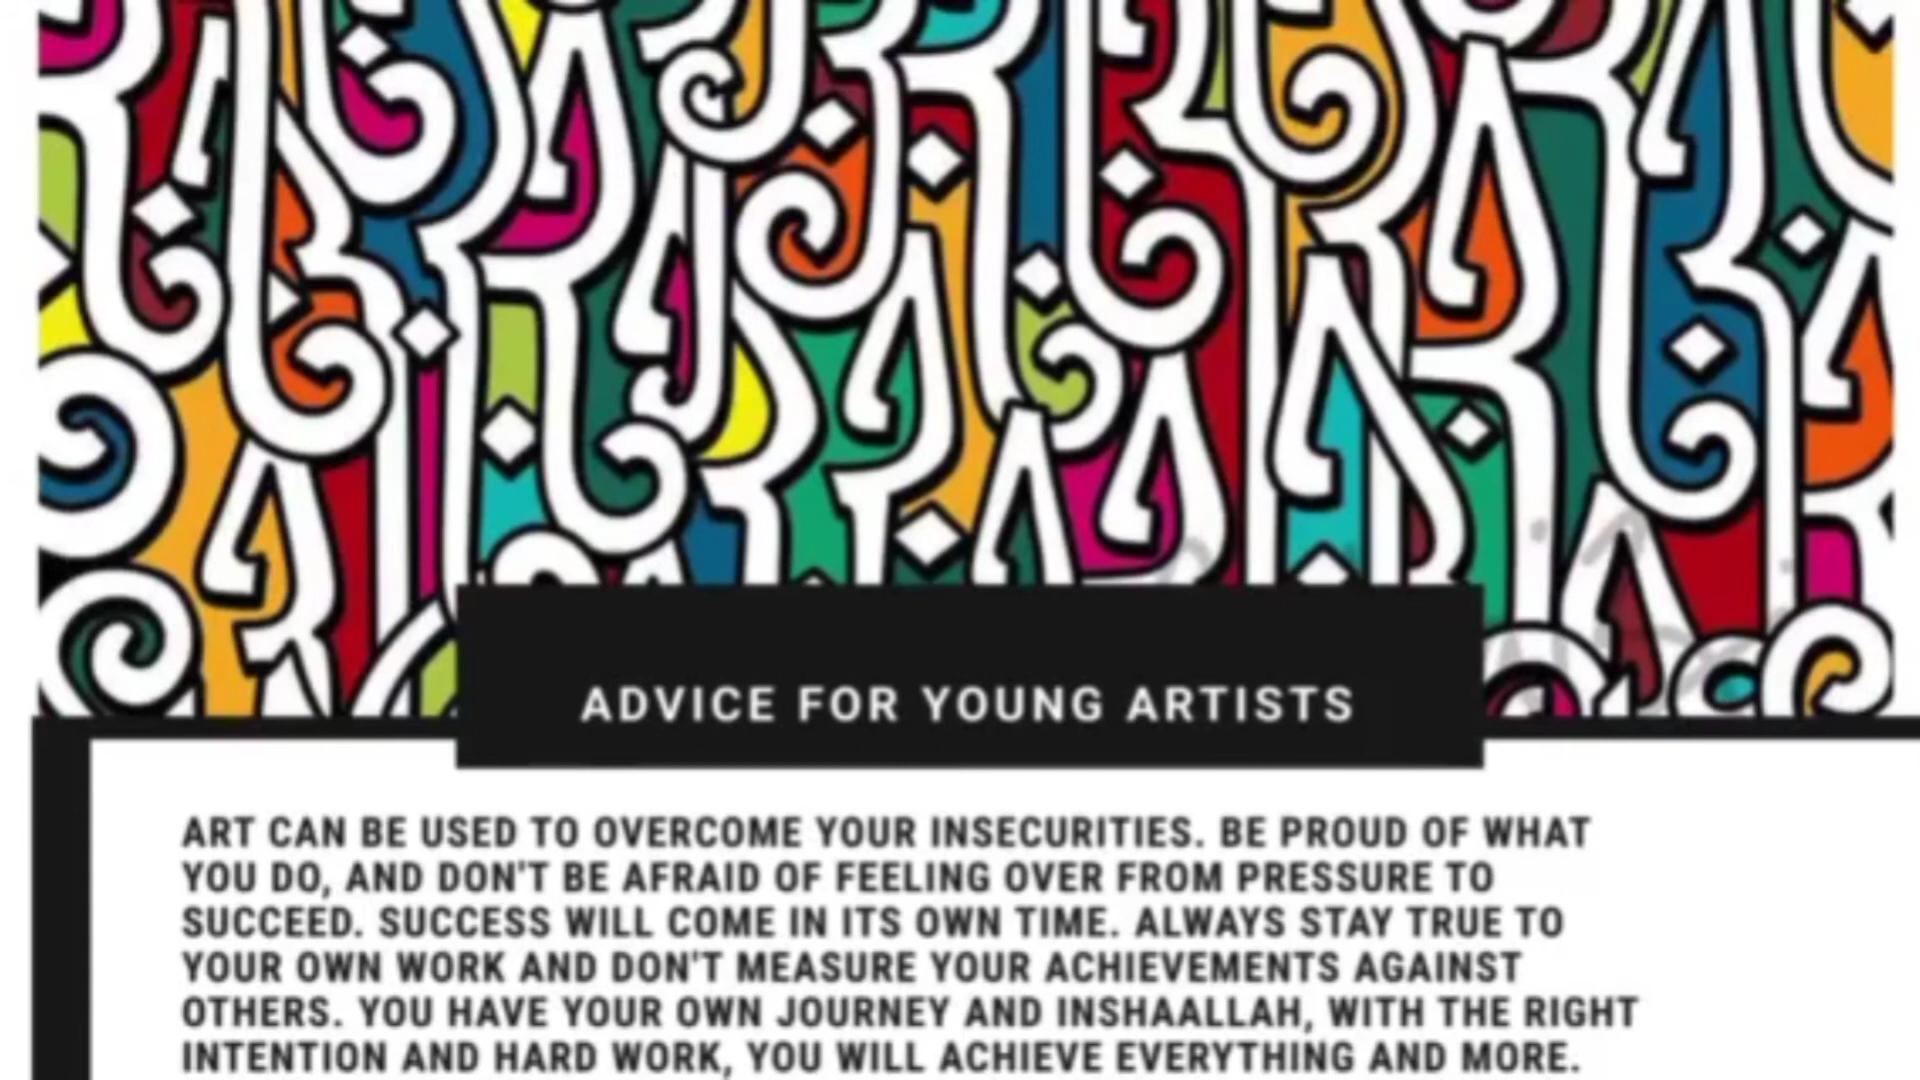 ADVICE FOR YOUNG ARTISTS
ART CAN BE USED TO OVERCOME YOUR INSECURITIES. BE PROUD OF WHAT
YOU DO, AND DON'T BE AFRAID OF FEELING OVER FROM PRESSURE TO
SUCCEED. SUCCESS WILL COME IN ITS OWN TIME. ALWAYS STAY TRUE TO
YOUR OWN WORK AND DON'T MEASURE YOUR ACHIEVEMENTS AGAINST
OTHERS. YOU HAVE YOUR OWN JOURNEY AND INSHAALLAH, WITH THE RIGHT
INTENTION AND HARD WORK, YOU WILL ACHIEVE EVERYTHING AND MORE.